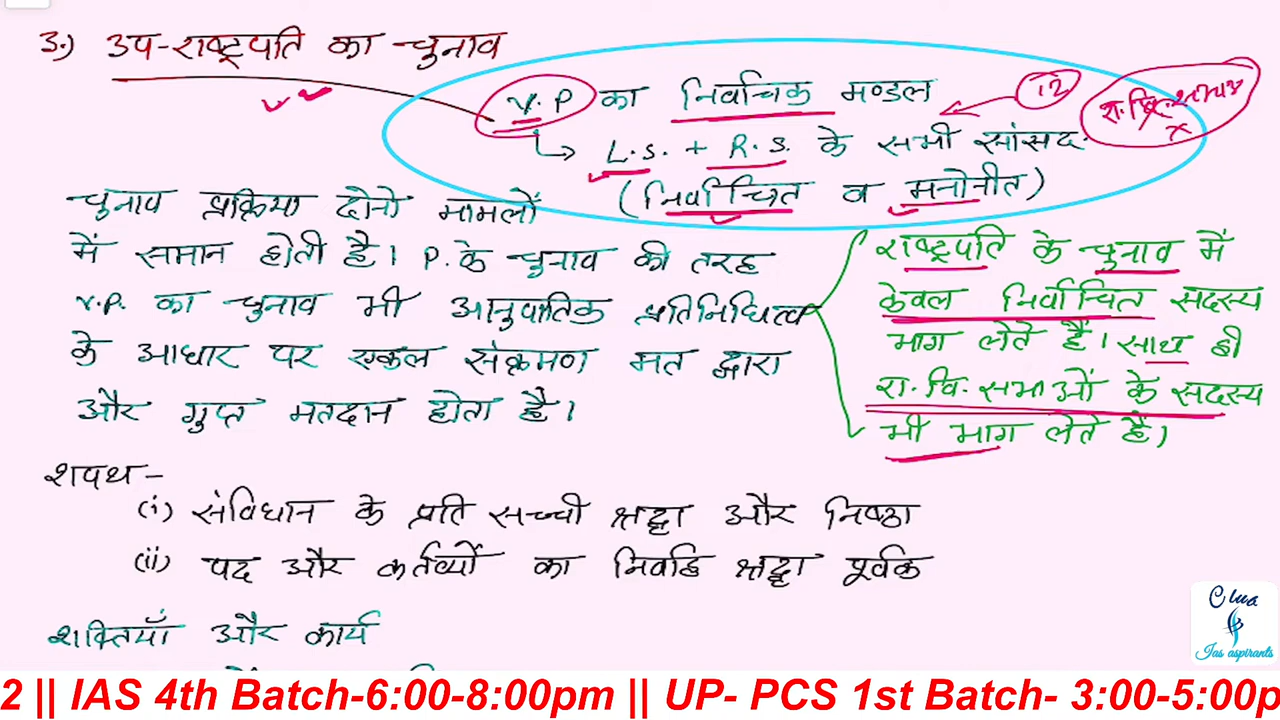 3.) उप-राष्ट्रपति का चुनाव
V.P का निर्वाचक मण्डल
12
रा. वि. X
L.S. + R.S. के सभी सांसद
(निर्वाचित व मनोनीत)
चुनाव प्रक्रिया दोनो मामलों
में समान होती है। P. के चुनाव की तरह
V.P. का चुनाव भी आनुपातिक प्रतिनिधित्व
के आधार पर एकल संक्रमण मत द्वारा
और गुप्त मतदान होता है।
राष्ट्रपति के चुनाव में
केवल निर्वाचित सदस्य
भाग लेते हैं। साथ ही
रा. वि. सभाओं के सदस्य
भी भाग लेते हैं।
शपथ -
(i) संविधान के प्रति सच्ची श्रद्धा और निष्ठा
(ii) पद और कर्तव्यों का निर्वाह श्रद्धा पूर्वक
शक्तियाँ और कार्य
Clue
Ias aspirants
2 || IAS 4th Batch-6:00-8:00pm || UP- PCS 1st Batch- 3:00-5:00p